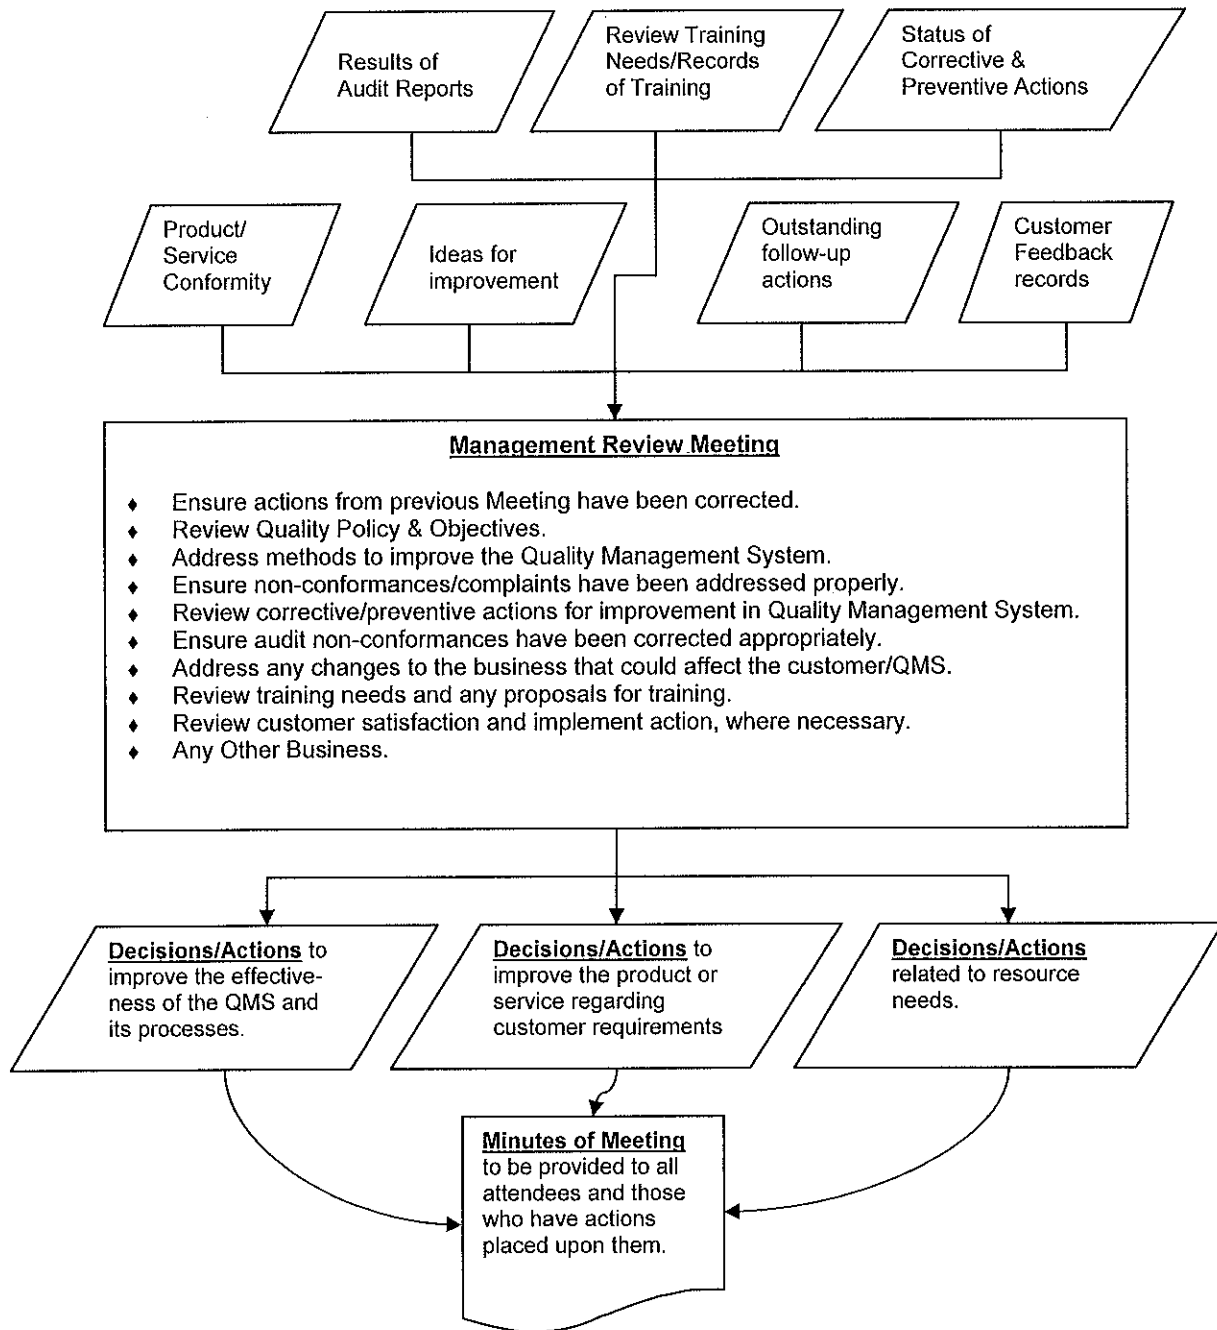 Results of
Audit Reports
Review Training
Needs/Records
of Training
Status of
Corrective &
Preventive Actions
Product/
Service
Conformity
Ideas for
improvement
Outstanding
follow-up
actions
Customer
Feedback
records
Management Review Meeting
♦ Ensure actions from previous Meeting have been corrected.
♦ Review Quality Policy & Objectives.
♦ Address methods to improve the Quality Management System.
♦ Ensure non-conformances/complaints have been addressed properly.
♦ Review corrective/preventive actions for improvement in Quality Management System.
♦ Ensure audit non-conformances have been corrected appropriately.
♦ Address any changes to the business that could affect the customer/QMS.
♦ Review training needs and any proposals for training.
♦ Review customer satisfaction and implement action, where necessary.
♦ Any Other Business.
Decisions/Actions to
improve the effective-
ness of the QMS and
its processes.
Decisions/Actions to
improve the product or
service regarding
customer requirements
Decisions/Actions
related to resource
needs.
Minutes of Meeting
to be provided to all
attendees and those
who have actions
placed upon them.